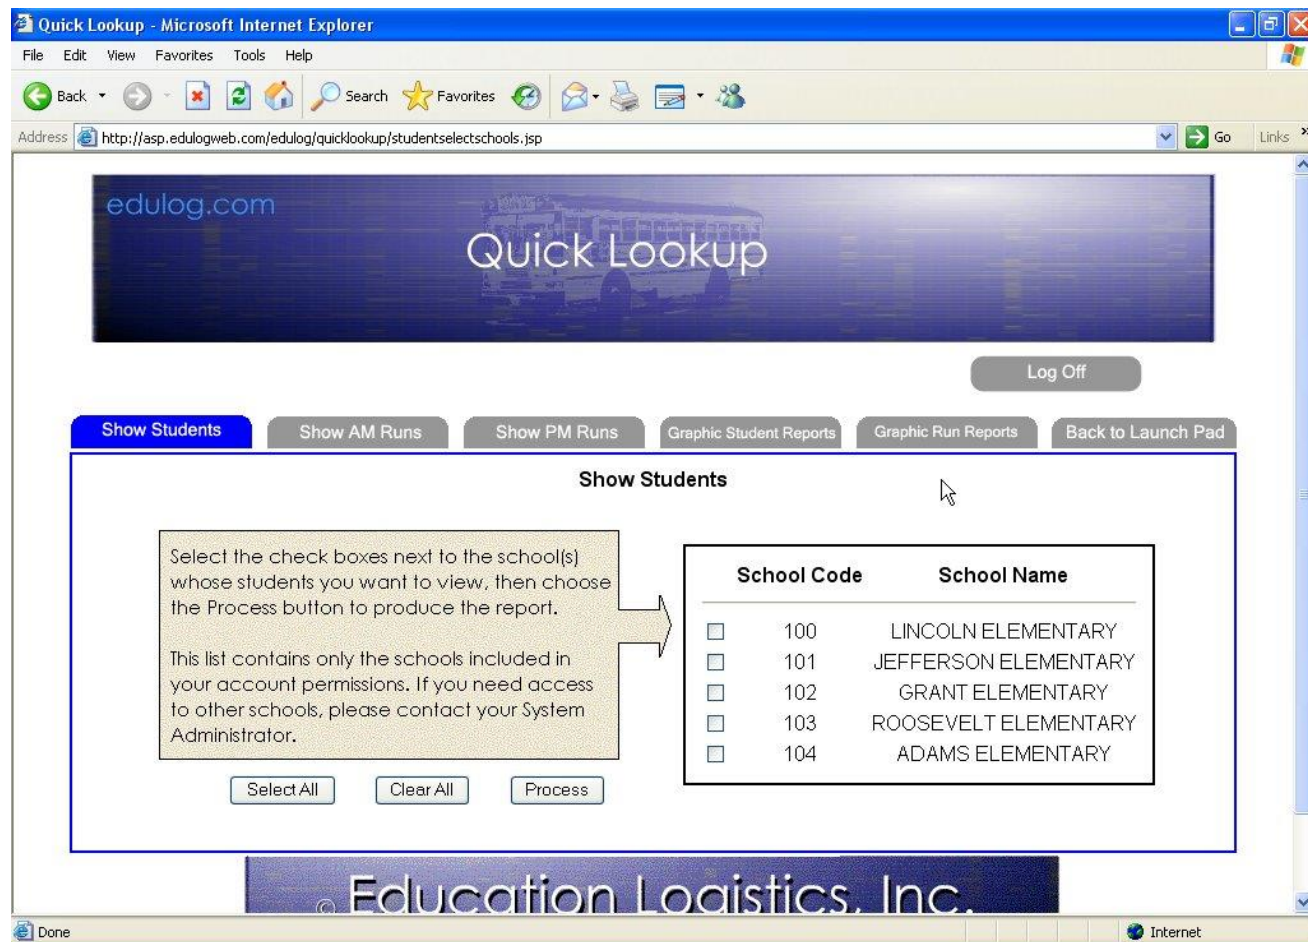 Quick Lookup - Microsoft Internet Explorer
File Edit View Favorites Tools Help
Back Search Favorites
Address http://asp.edulogweb.com/edulog/quicklookup/studentselectschools.jsp Go Links »
edulog.com
Quick Lookup
Log Off
Show Students Show AM Runs Show PM Runs Graphic Student Reports Graphic Run Reports Back to Launch Pad
Show Students
Select the check boxes next to the school(s)
whose students you want to view, then choose
the Process button to produce the report.
This list contains only the schools included in
your account permissions. If you need access
to other schools, please contact your System
Administrator.
Select All Clear All Process
School Code School Name
100 LINCOLN ELEMENTARY
101 JEFFERSON ELEMENTARY
102 GRANT ELEMENTARY
103 ROOSEVELT ELEMENTARY
104 ADAMS ELEMENTARY
© Education Logistics, Inc.
Done Internet